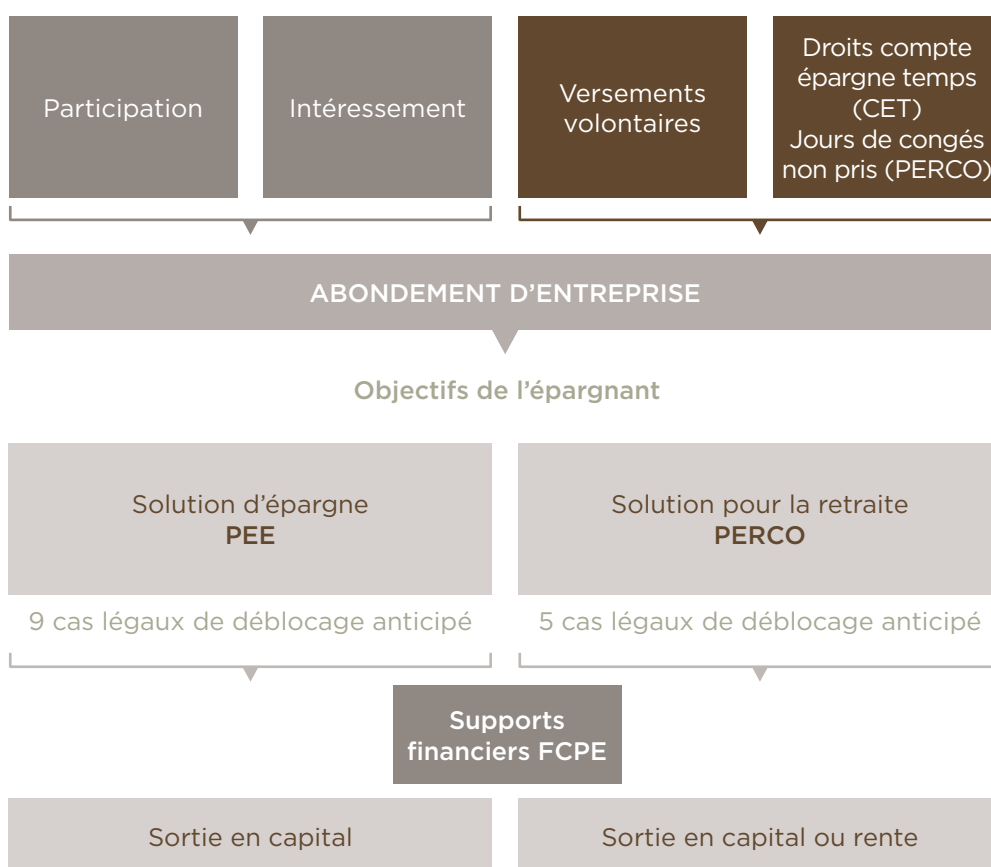 Participation
Intéressement
Versements
volontaires
Droits compte
épargne temps
(CET)
Jours de congés
non pris (PERCO)
ABONDEMENT D’ENTREPRISE
Objectifs de l’épargnant
Solution d’épargne
PEE
Solution pour la retraite
PERCO
9 cas légaux de déblocage anticipé
5 cas légaux de déblocage anticipé
Supports
financiers FCPE
Sortie en capital
Sortie en capital ou rente